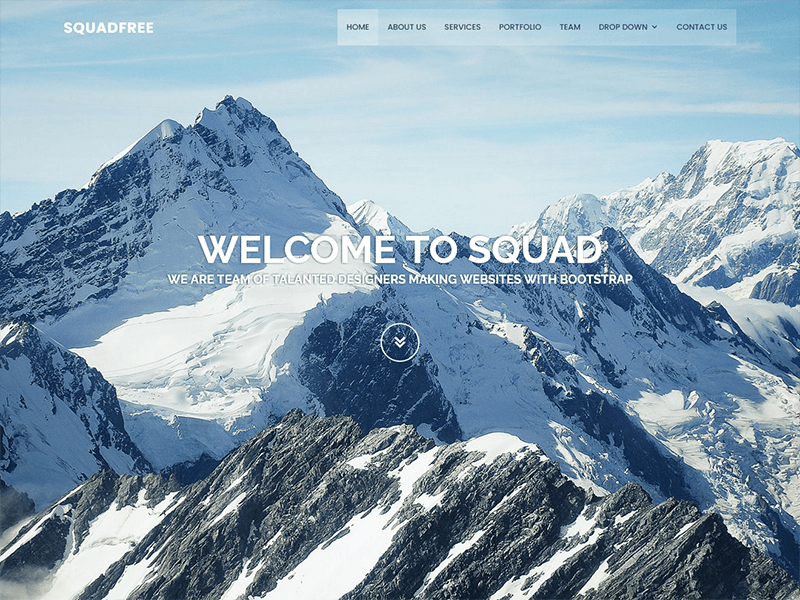 SQUADFREE
HOME ABOUT US SERVICES PORTFOLIO TEAM DROP DOWN CONTACT US
WELCOME TO SQUAD
WE ARE TEAM OF TALANTED DESIGNERS MAKING WEBSITES WITH BOOTSTRAP